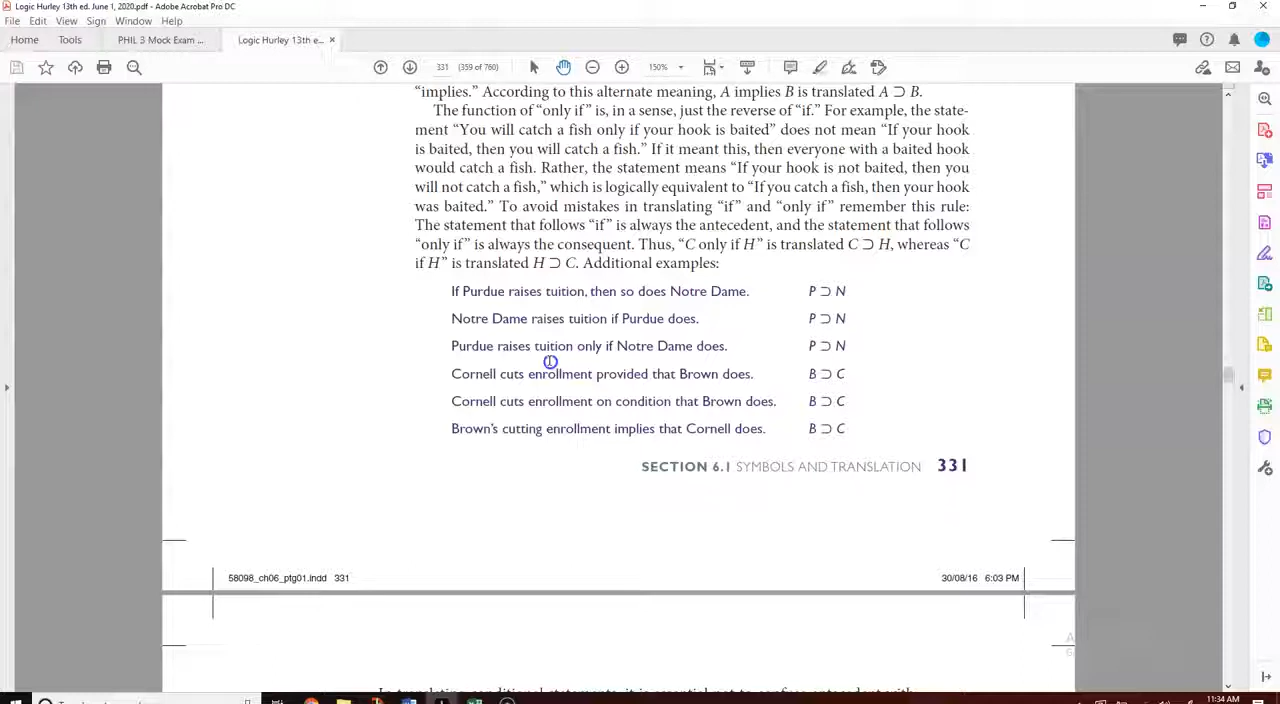 Logic Hurley 13th ed. June 1, 2020.pdf - Adobe Acrobat Pro DC
File Edit View Sign Window Help
Home Tools PHIL 3 Mock Exam ... Logic Hurley 13th e... ×
331 (359 of 760) 150%
“implies.” According to this alternate meaning, A implies B is translated A ⊃ B.
The function of “only if” is, in a sense, just the reverse of “if.” For example, the state-
ment “You will catch a fish only if your hook is baited” does not mean “If your hook
is baited, then you will catch a fish.” If it meant this, then everyone with a baited hook
would catch a fish. Rather, the statement means “If your hook is not baited, then you
will not catch a fish,” which is logically equivalent to “If you catch a fish, then your hook
was baited.” To avoid mistakes in translating “if” and “only if” remember this rule:
The statement that follows “if” is always the antecedent, and the statement that follows
“only if” is always the consequent. Thus, “C only if H” is translated C ⊃ H, whereas “C
if H” is translated H ⊃ C. Additional examples:
If Purdue raises tuition, then so does Notre Dame. P ⊃ N
Notre Dame raises tuition if Purdue does. P ⊃ N
Purdue raises tuition only if Notre Dame does. P ⊃ N
Cornell cuts enrollment provided that Brown does. B ⊃ C
Cornell cuts enrollment on condition that Brown does. B ⊃ C
Brown’s cutting enrollment implies that Cornell does. B ⊃ C
SECTION 6.1 SYMBOLS AND TRANSLATION 331
58098_ch06_ptg01.indd 331 30/08/16 6:03 PM
In translating conditional statements, it is essential not to confuse antecedent with
11:34 AM